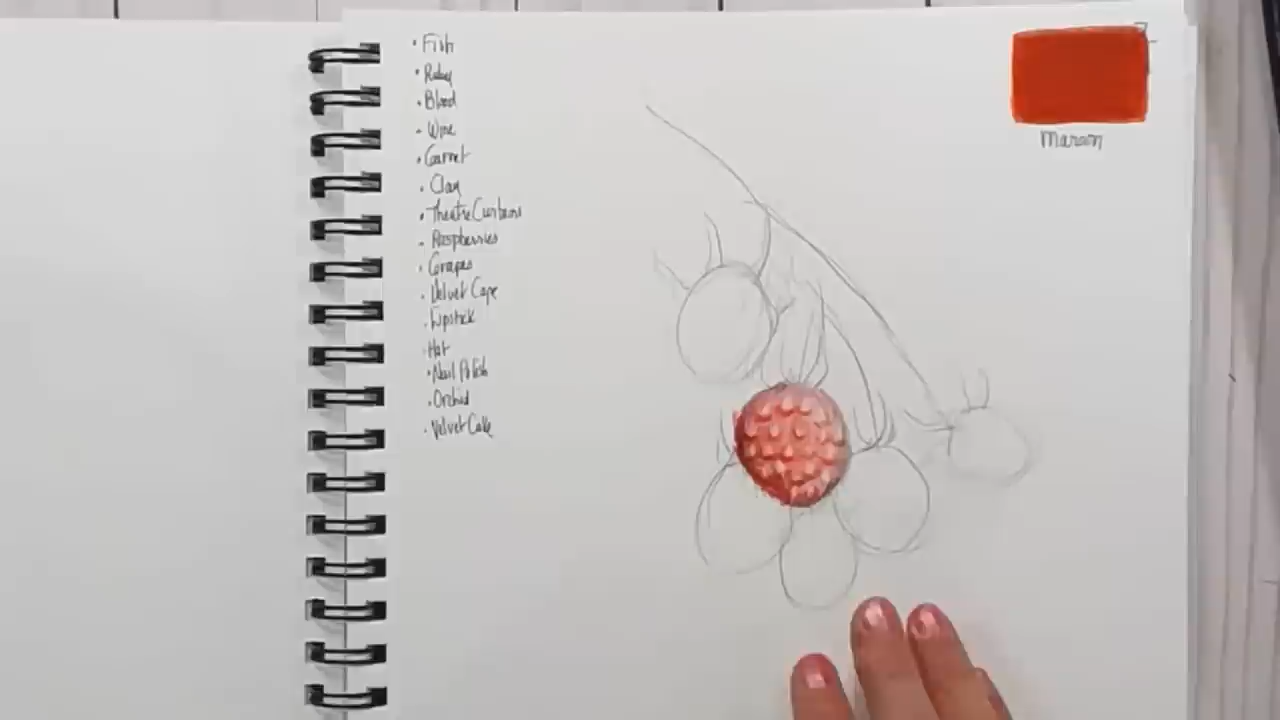 • Fish
• Ruby
• Blood
• Wine
• Garnet
• Clay
• Theatre Curtains
• Raspberries
• Grapes
• Velvet Cape
• Lipstick
• Hat
• Nail Polish
• Orchid
• Velvet Cake
Maroon